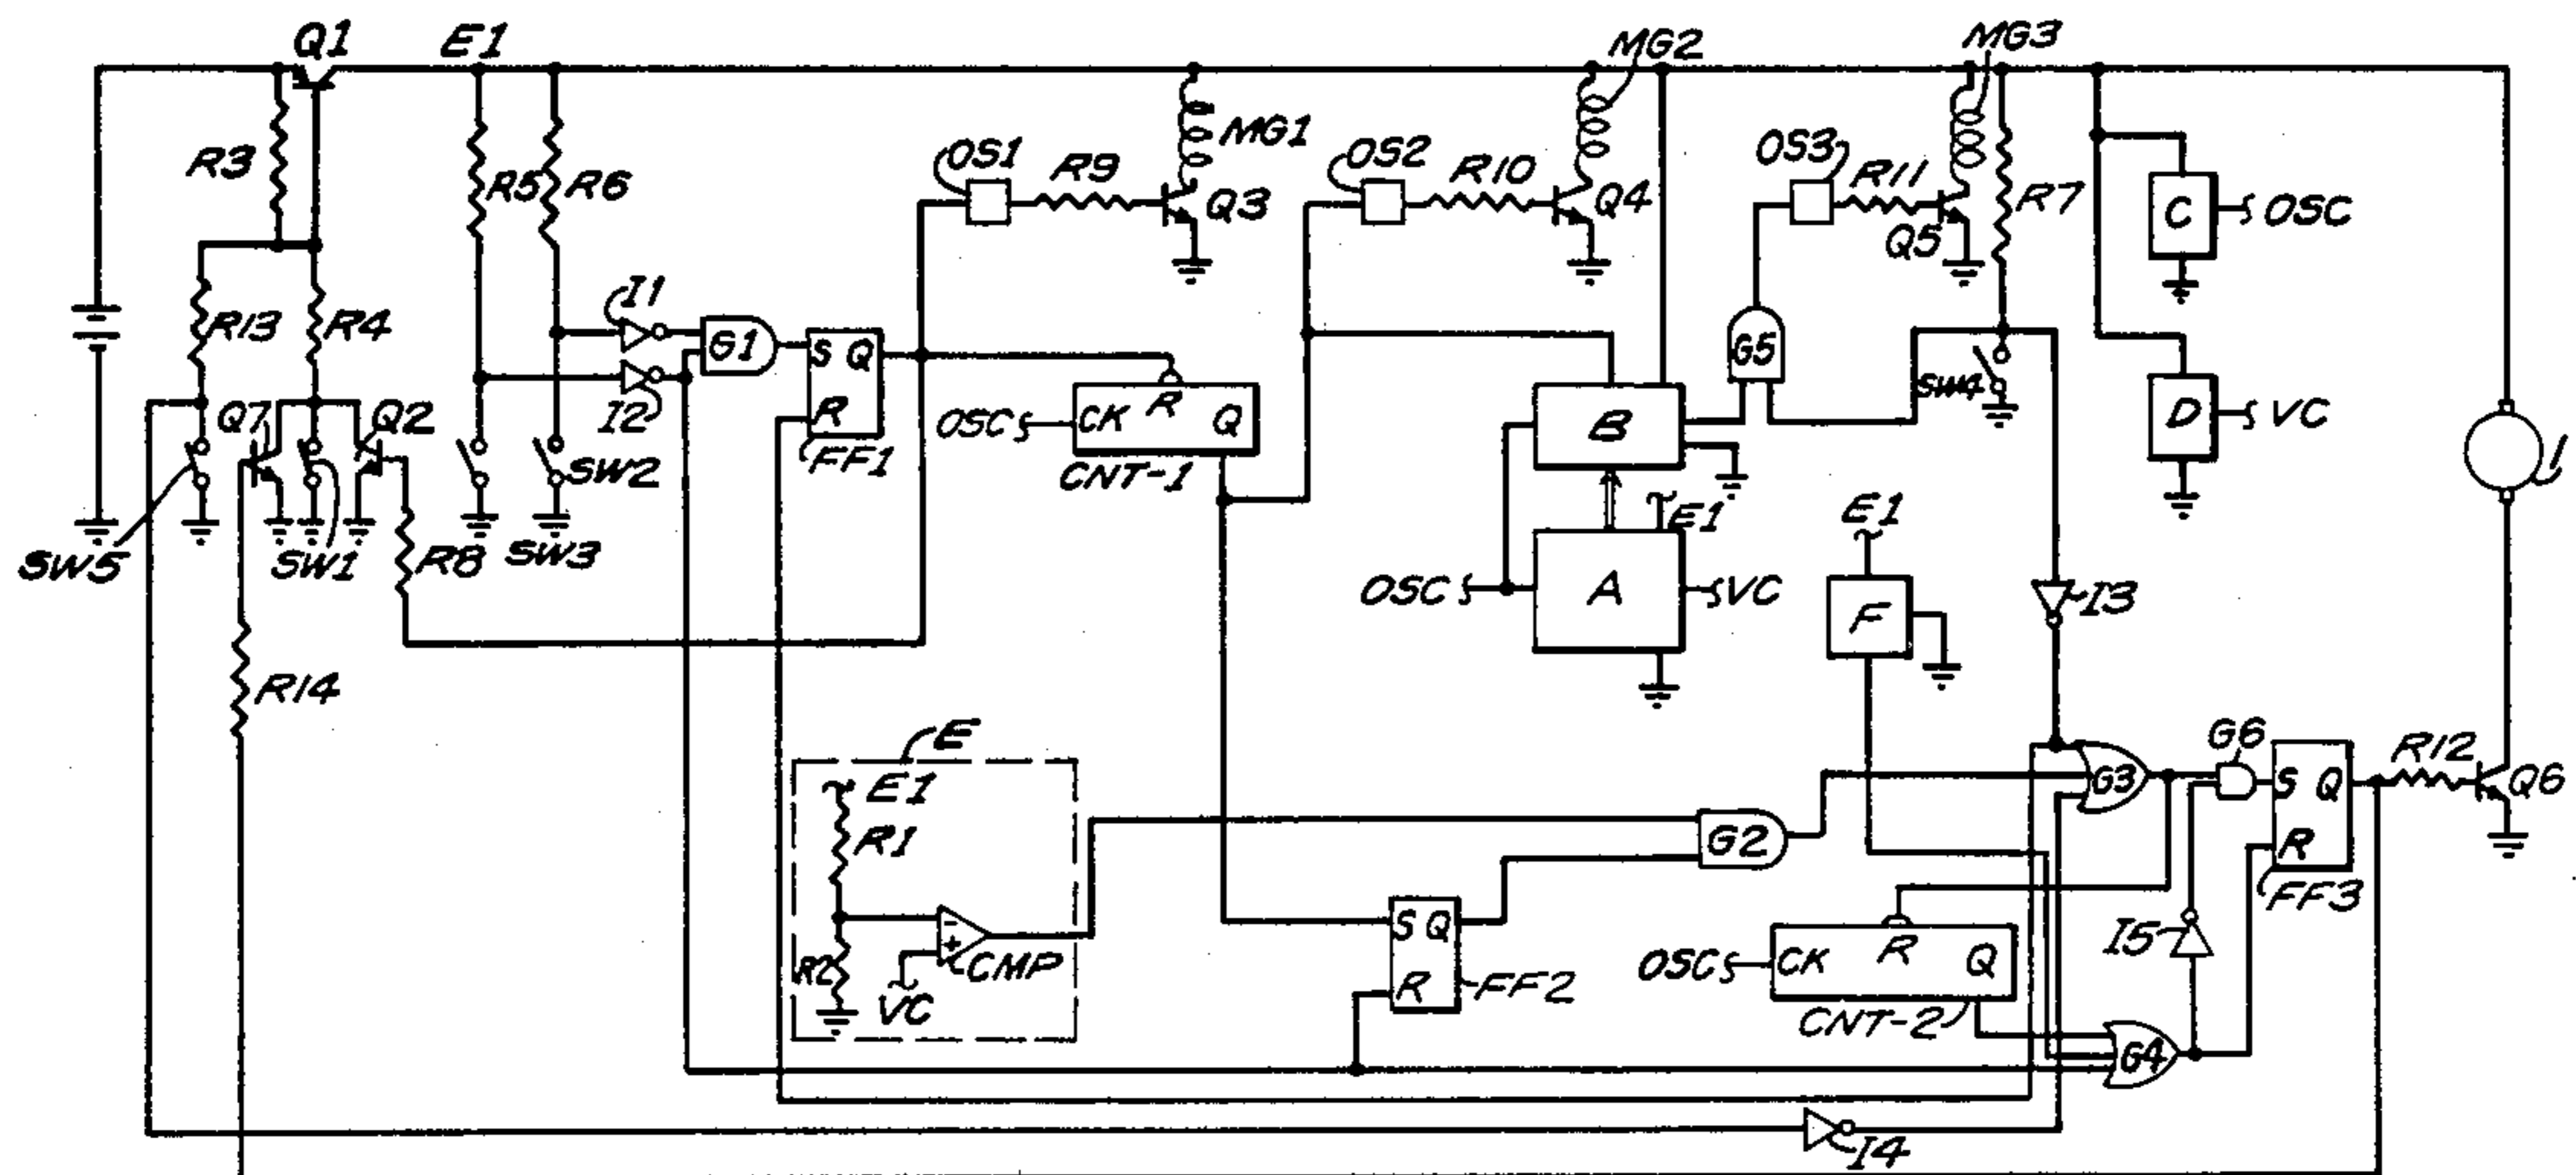 Q1
E1
MG2
MG3
R3
R5
R6
OS1
R9
MG1
Q3
OS2
R10
Q4
OS3
R11
Q5
R7
C
OSC
R13
R4
I1
I2
G1
S Q
R
FF1
OSC
CK R Q
CNT-1
B
G5
SW4
D
VC
1
Q7
Q2
SW5
SW1
R8
SW2
SW3
E1
OSC
A
VC
E1
F
I3
R14
E
E1
R1
R2
CMP
VC
G2
S Q
R
FF2
G3
G6
S Q
R
FF3
R12
Q6
OSC
CK R Q
CNT-2
I5
G4
I4